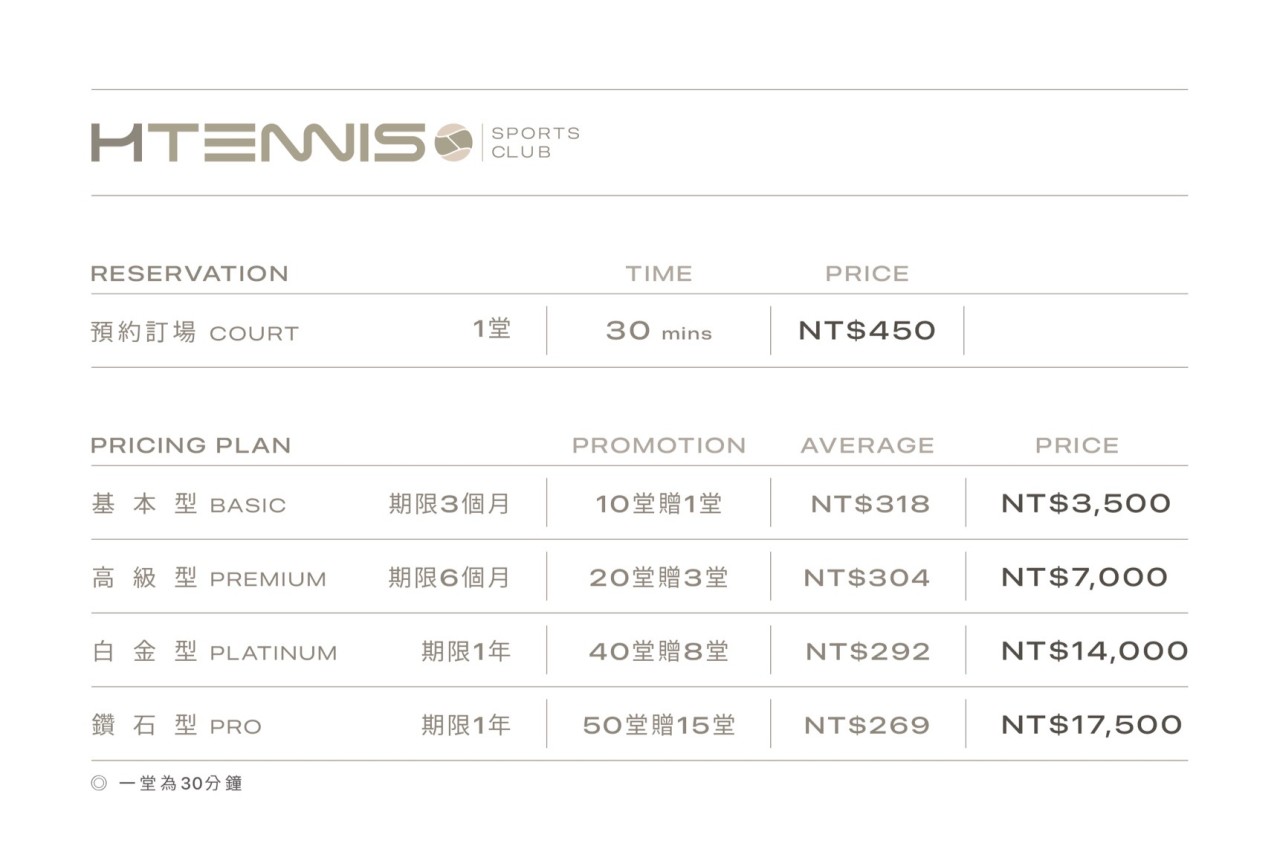 HTENNIS SPORTS CLUB
RESERVATION TIME PRICE
預約訂場 COURT 1堂 30 mins NT$450
PRICING PLAN PROMOTION AVERAGE PRICE
基本型 BASIC 期限3個月 10堂贈1堂 NT$318 NT$3,500
高級型 PREMIUM 期限6個月 20堂贈3堂 NT$304 NT$7,000
白金型 PLATINUM 期限1年 40堂贈8堂 NT$292 NT$14,000
鑽石型 PRO 期限1年 50堂贈15堂 NT$269 NT$17,500
◎ 一堂為30分鐘